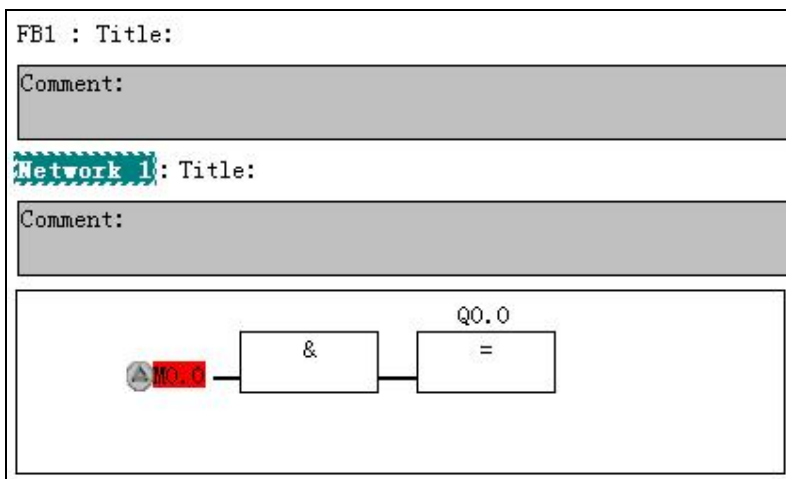 FB1 : Title:
Comment:
Network 1: Title:
Comment:
Q0.0
& =
M0.0